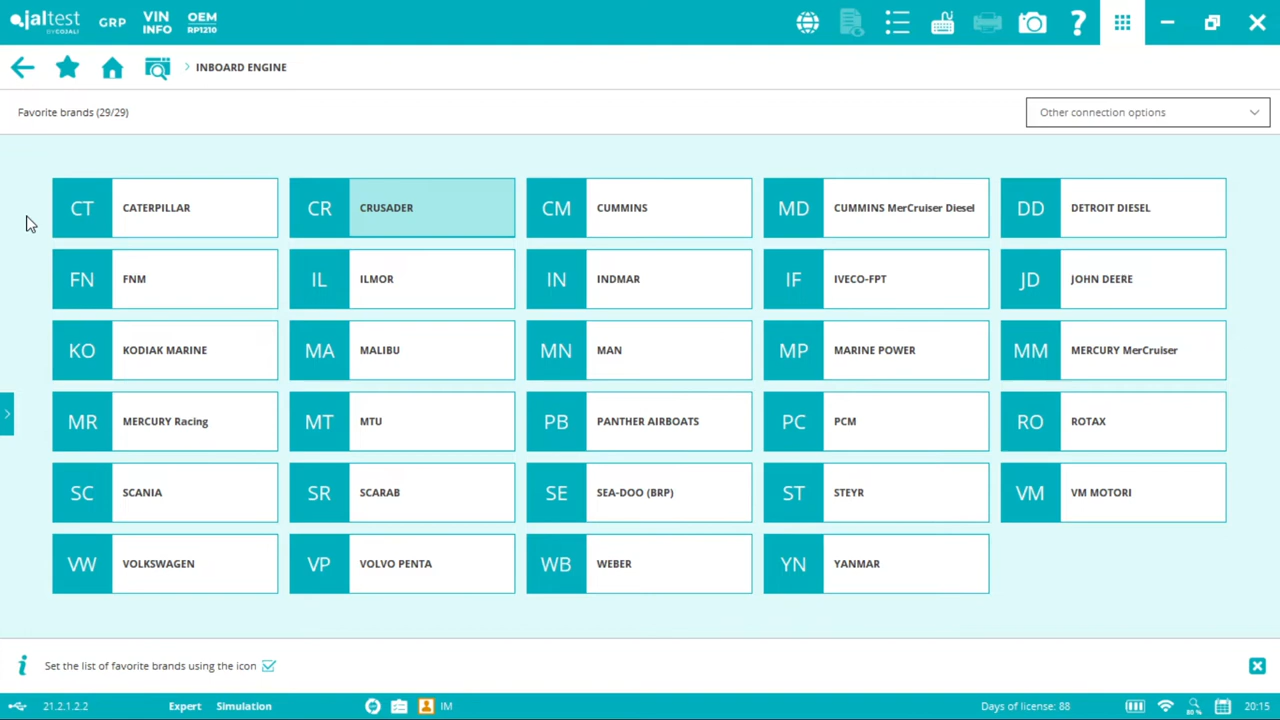 jaltest GRP VIN INFO OEM RP1210
BY COJALI
INBOARD ENGINE
Favorite brands (29/29) Other connection options
CT CATERPILLAR CR CRUSADER CM CUMMINS MD CUMMINS MerCruiser Diesel DD DETROIT DIESEL
FN FNM IL ILMOR IN INDMAR IF IVECO-FPT JD JOHN DEERE
KO KODIAK MARINE MA MALIBU MN MAN MP MARINE POWER MM MERCURY MerCruiser
MR MERCURY Racing MT MTU PB PANTHER AIRBOATS PC PCM RO ROTAX
SC SCANIA SR SCARAB SE SEA-DOO (BRP) ST STEYR VM VM MOTORI
VW VOLKSWAGEN VP VOLVO PENTA WB WEBER YN YANMAR
Set the list of favorite brands using the icon
21.2.1.2.2 Expert Simulation IM Days of license: 88 80 % 20:15